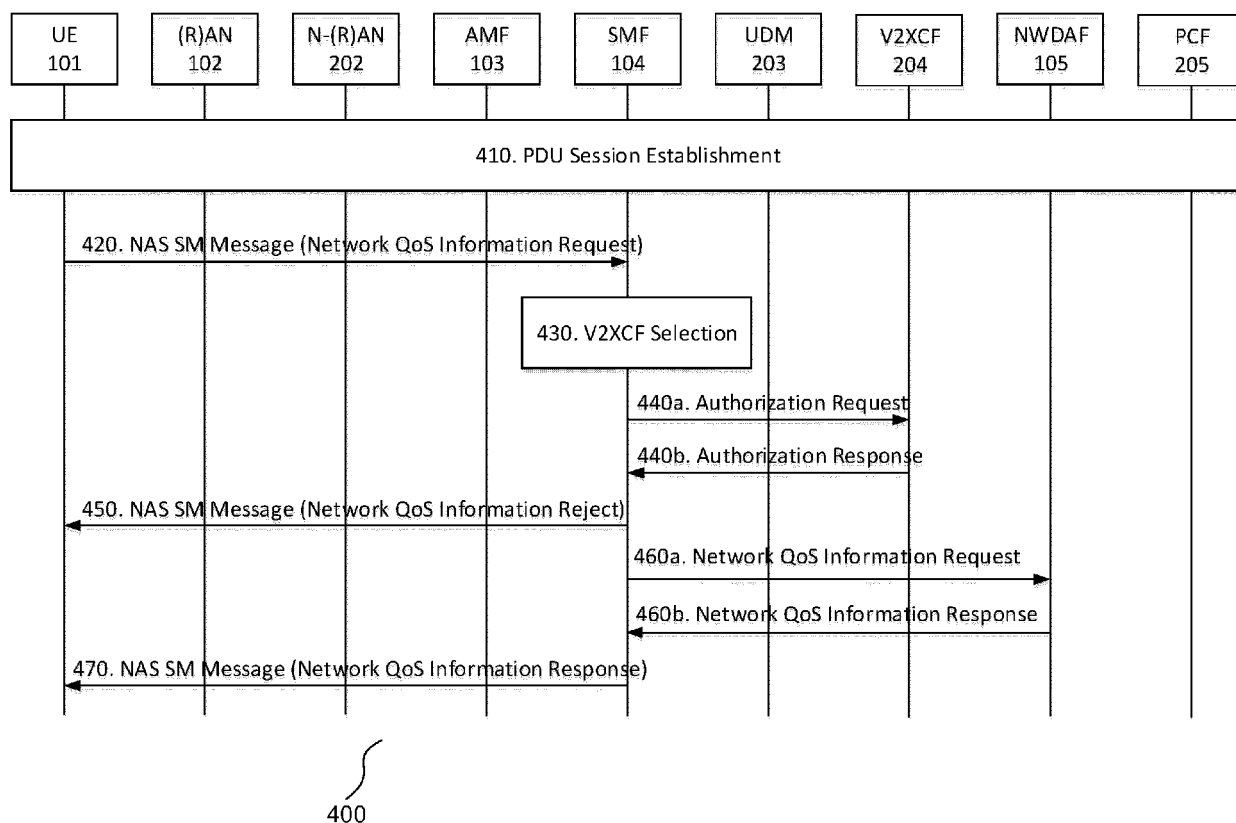 UE
101
(R)AN
102
N-(R)AN
202
AMF
103
SMF
104
UDM
203
V2XCF
204
NWDAF
105
PCF
205
410. PDU Session Establishment
420. NAS SM Message (Network QoS Information Request)
430. V2XCF Selection
440a. Authorization Request
440b. Authorization Response
450. NAS SM Message (Network QoS Information Reject)
460a. Network QoS Information Request
460b. Network QoS Information Response
470. NAS SM Message (Network QoS Information Response)
400